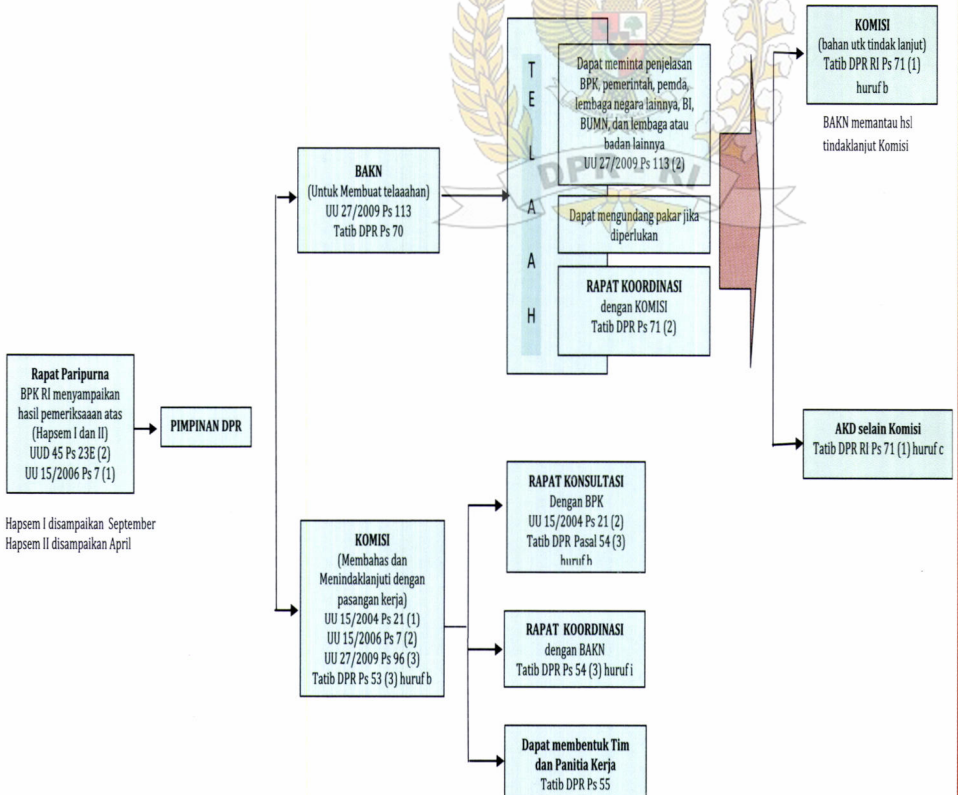 Rapat Paripurna
BPK RI menyampaikan
hasil pemeriksaaan atas
(Hapsem I dan II)
UUD 45 Ps 23E (2)
UU 15/2006 Ps 7 (1)
Hapsem I disampaikan September
Hapsem II disampaikan April
PIMPINAN DPR
BAKN
(Untuk Membuat telaaahan)
UU 27/2009 Ps 113
Tatib DPR Ps 70
T
E
L
A
A
H
Dapat meminta penjelasan
BPK, pemerintah, pemda,
lembaga negara lainnya, BI,
BUMN, dan lembaga atau
badan lainnya
UU 27/2009 Ps 113 (2)
DPR - RI
Dapat mengundang pakar jika
diperlukan
RAPAT KOORDINASI
dengan KOMISI
Tatib DPR Ps 71 (2)
KOMISI
(bahan utk tindak lanjut)
Tatib DPR RI Ps 71 (1)
huruf b
BAKN memantau hsl
tindaklanjut Komisi
AKD selain Komisi
Tatib DPR RI Ps 71 (1) huruf c
KOMISI
(Membahas dan
Menindaklanjuti dengan
pasangan kerja)
UU 15/2004 Ps 21 (1)
UU 15/2006 Ps 7 (2)
UU 27/2009 Ps 96 (3)
Tatib DPR Ps 53 (3) huruf b
RAPAT KONSULTASI
Dengan BPK
UU 15/2004 Ps 21 (2)
Tatib DPR Pasal 54 (3)
huruf h
RAPAT KOORDINASI
dengan BAKN
Tatib DPR Ps 54 (3) huruf i
Dapat membentuk Tim
dan Panitia Kerja
Tatib DPR Ps 55